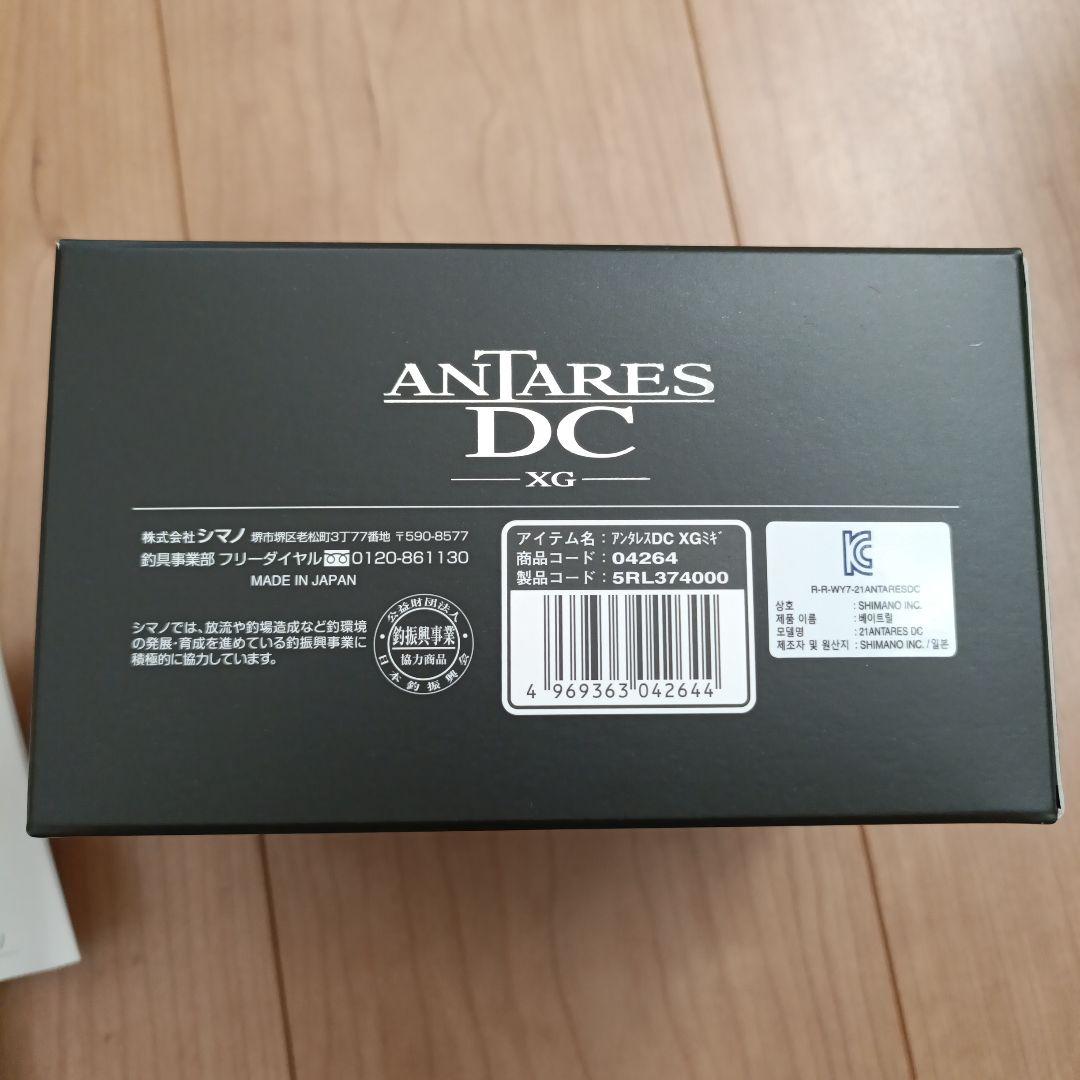 ANTARES
DC
XG
株式会社 シマノ 堺市堺区老松町3丁77番地 〒590-8577
釣具事業部 フリーダイヤル 0120-861130
MADE IN JAPAN
シマノでは、放流や釣場造成など釣環境
の発展・育成を進めている釣振興事業に
積極的に協力しています。
公益財団法人
釣振興事業
協力商品
日本釣振興会
アイテム名：ｱﾝﾀﾚｽDC XGﾐｷﾞ
商品コード：04264
製品コード：5RL374000
4 969363 042644
R-R-WY7-21ANTARESDC
상호 : SHIMANO INC.
제품 이름 : 베이트릴
모델명 : 21ANTARES DC
제조자 및 원산지 : SHIMANO INC. / 일본